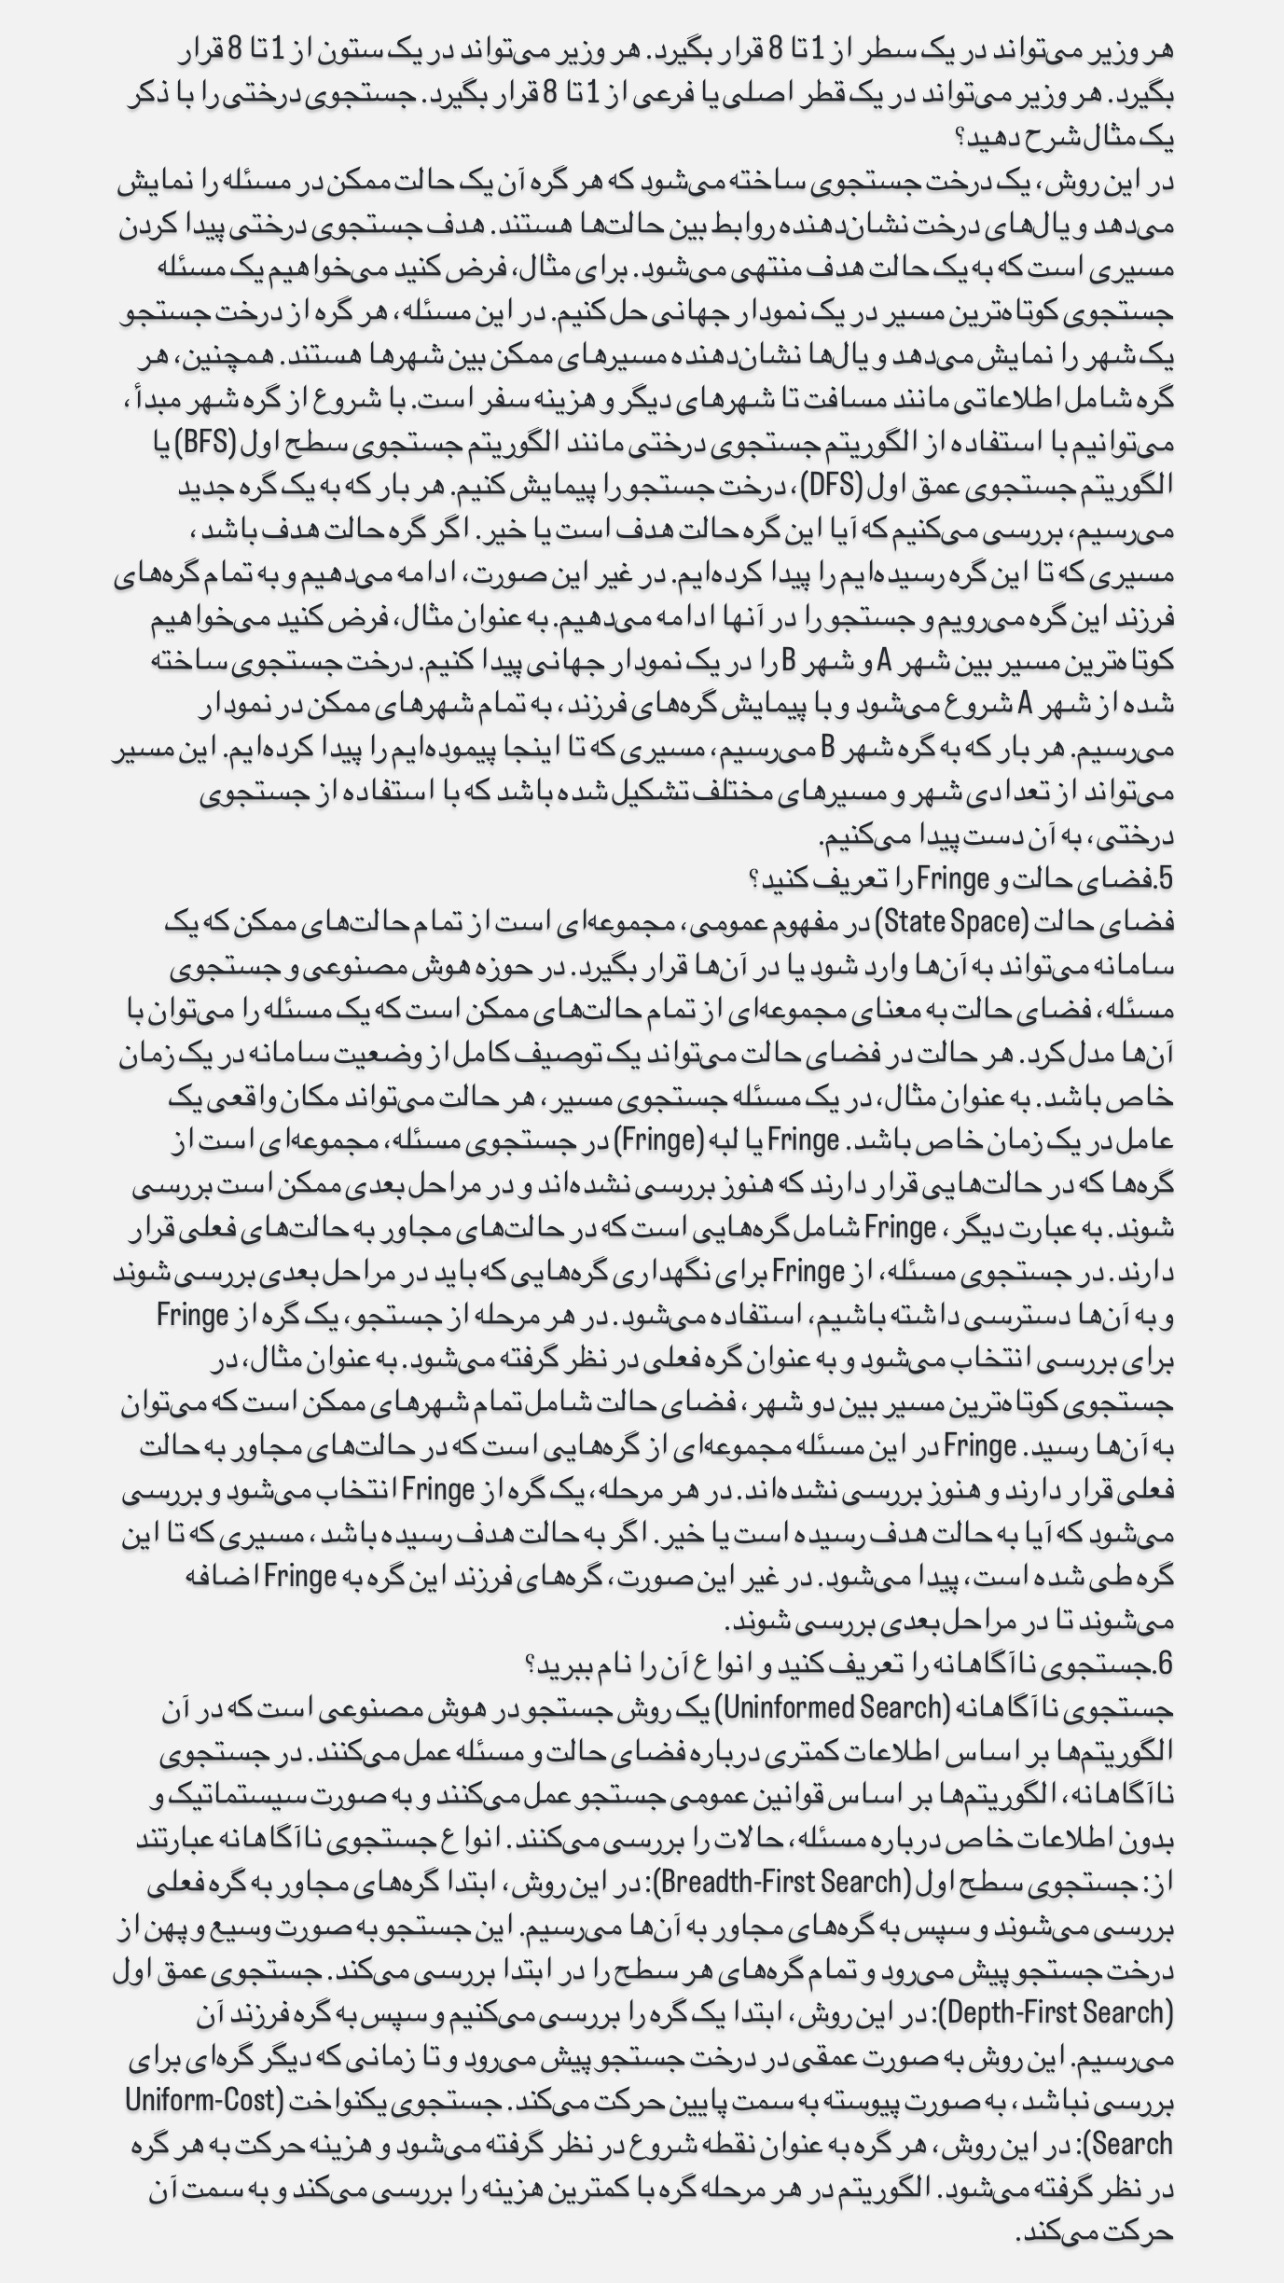 هر وزیر می‌تواند در یک سطر از 1 تا 8 قرار بگیرد. هر وزیر می‌تواند در یک ستون از 1 تا 8 قرار
بگیرد. هر وزیر می‌تواند در یک قطر اصلی یا فرعی از 1 تا 8 قرار بگیرد. جستجوی درختی را با ذکر
یک مثال شرح دهید؟
در این روش، یک درخت جستجوی ساخته می‌شود که هر گره آن یک حالت ممکن در مسئله را نمایش
می‌دهد و یال‌های درخت نشان‌دهنده روابط بین حالت‌ها هستند. هدف جستجوی درختی پیدا کردن
مسیری است که به یک حالت هدف منتهی می‌شود. برای مثال، فرض کنید می‌خواهیم یک مسئله
جستجوی کوتاه‌ترین مسیر در یک نمودار جهانی حل کنیم. در این مسئله، هر گره از درخت جستجو
یک شهر را نمایش می‌دهد و یال‌ها نشان‌دهنده مسیرهای ممکن بین شهرها هستند. همچنین، هر
گره شامل اطلاعاتی مانند مسافت تا شهرهای دیگر و هزینه سفر است. با شروع از گره شهر مبدأ،
می‌توانیم با استفاده از الگوریتم جستجوی درختی مانند الگوریتم جستجوی سطح اول (BFS) یا
الگوریتم جستجوی عمق اول (DFS)، درخت جستجو را پیمایش کنیم. هر بار که به یک گره جدید
می‌رسیم، بررسی می‌کنیم که آیا این گره حالت هدف است یا خیر. اگر گره حالت هدف باشد،
مسیری که تا این گره رسیده‌ایم را پیدا کرده‌ایم. در غیر این صورت، ادامه می‌دهیم و به تمام گره‌های
فرزند این گره می‌رویم و جستجو را در آنها ادامه می‌دهیم. به عنوان مثال، فرض کنید می‌خواهیم
کوتاه‌ترین مسیر بین شهر A و شهر B را در یک نمودار جهانی پیدا کنیم. درخت جستجوی ساخته
شده از شهر A شروع می‌شود و با پیمایش گره‌های فرزند، به تمام شهرهای ممکن در نمودار
می‌رسیم. هر بار که به گره شهر B می‌رسیم، مسیری که تا اینجا پیموده‌ایم را پیدا کرده‌ایم. این مسیر
می‌تواند از تعدادی شهر و مسیرهای مختلف تشکیل شده باشد که با استفاده از جستجوی
درختی، به آن دست پیدا می‌کنیم.
5.فضای حالت و Fringe را تعریف کنید؟
فضای حالت (State Space) در مفهوم عمومی، مجموعه‌ای است از تمام حالت‌های ممکن که یک
سامانه می‌تواند به آن‌ها وارد شود یا در آن‌ها قرار بگیرد. در حوزه هوش مصنوعی و جستجوی
مسئله، فضای حالت به معنای مجموعه‌ای از تمام حالت‌های ممکن است که یک مسئله را می‌توان با
آن‌ها مدل کرد. هر حالت در فضای حالت می‌تواند یک توصیف کامل از وضعیت سامانه در یک زمان
خاص باشد. به عنوان مثال، در یک مسئله جستجوی مسیر، هر حالت می‌تواند مکان واقعی یک
عامل در یک زمان خاص باشد. Fringe یا لبه (Fringe) در جستجوی مسئله، مجموعه‌ای است از
گره‌ها که در حالت‌هایی قرار دارند که هنوز بررسی نشده‌اند و در مراحل بعدی ممکن است بررسی
شوند. به عبارت دیگر، Fringe شامل گره‌هایی است که در حالت‌های مجاور به حالت‌های فعلی قرار
دارند. در جستجوی مسئله، از Fringe برای نگهداری گره‌هایی که باید در مراحل بعدی بررسی شوند
و به آن‌ها دسترسی داشته باشیم، استفاده می‌شود. در هر مرحله از جستجو، یک گره از Fringe
برای بررسی انتخاب می‌شود و به عنوان گره فعلی در نظر گرفته می‌شود. به عنوان مثال، در
جستجوی کوتاه‌ترین مسیر بین دو شهر، فضای حالت شامل تمام شهرهای ممکن است که می‌توان
به آن‌ها رسید. Fringe در این مسئله مجموعه‌ای از گره‌هایی است که در حالت‌های مجاور به حالت
فعلی قرار دارند و هنوز بررسی نشده‌اند. در هر مرحله، یک گره از Fringe انتخاب می‌شود و بررسی
می‌شود که آیا به حالت هدف رسیده است یا خیر. اگر به حالت هدف رسیده باشد، مسیری که تا این
گره طی شده است، پیدا می‌شود. در غیر این صورت، گره‌های فرزند این گره به Fringe اضافه
می‌شوند تا در مراحل بعدی بررسی شوند.
6.جستجوی ناآگاهانه را تعریف کنید و انواع آن را نام ببرید؟
جستجوی ناآگاهانه (Uninformed Search) یک روش جستجو در هوش مصنوعی است که در آن
الگوریتم‌ها بر اساس اطلاعات کمتری درباره فضای حالت و مسئله عمل می‌کنند. در جستجوی
ناآگاهانه، الگوریتم‌ها بر اساس قوانین عمومی جستجو عمل می‌کنند و به صورت سیستماتیک و
بدون اطلاعات خاص درباره مسئله، حالات را بررسی می‌کنند. انواع جستجوی ناآگاهانه عبارتند
از: جستجوی سطح اول (Breadth-First Search): در این روش، ابتدا گره‌های مجاور به گره فعلی
بررسی می‌شوند و سپس به گره‌های مجاور به آن‌ها می‌رسیم. این جستجو به صورت وسیع و پهن از
درخت جستجو پیش می‌رود و تمام گره‌های هر سطح را در ابتدا بررسی می‌کند. جستجوی عمق اول
(Depth-First Search): در این روش، ابتدا یک گره را بررسی می‌کنیم و سپس به گره فرزند آن
می‌رسیم. این روش به صورت عمقی در درخت جستجو پیش می‌رود و تا زمانی که دیگر گره‌ای برای
بررسی نباشد، به صورت پیوسته به سمت پایین حرکت می‌کند. جستجوی یکنواخت (Uniform-Cost
Search): در این روش، هر گره به عنوان نقطه شروع در نظر گرفته می‌شود و هزینه حرکت به هر گره
در نظر گرفته می‌شود. الگوریتم در هر مرحله گره با کمترین هزینه را بررسی می‌کند و به سمت آن
حرکت می‌کند.